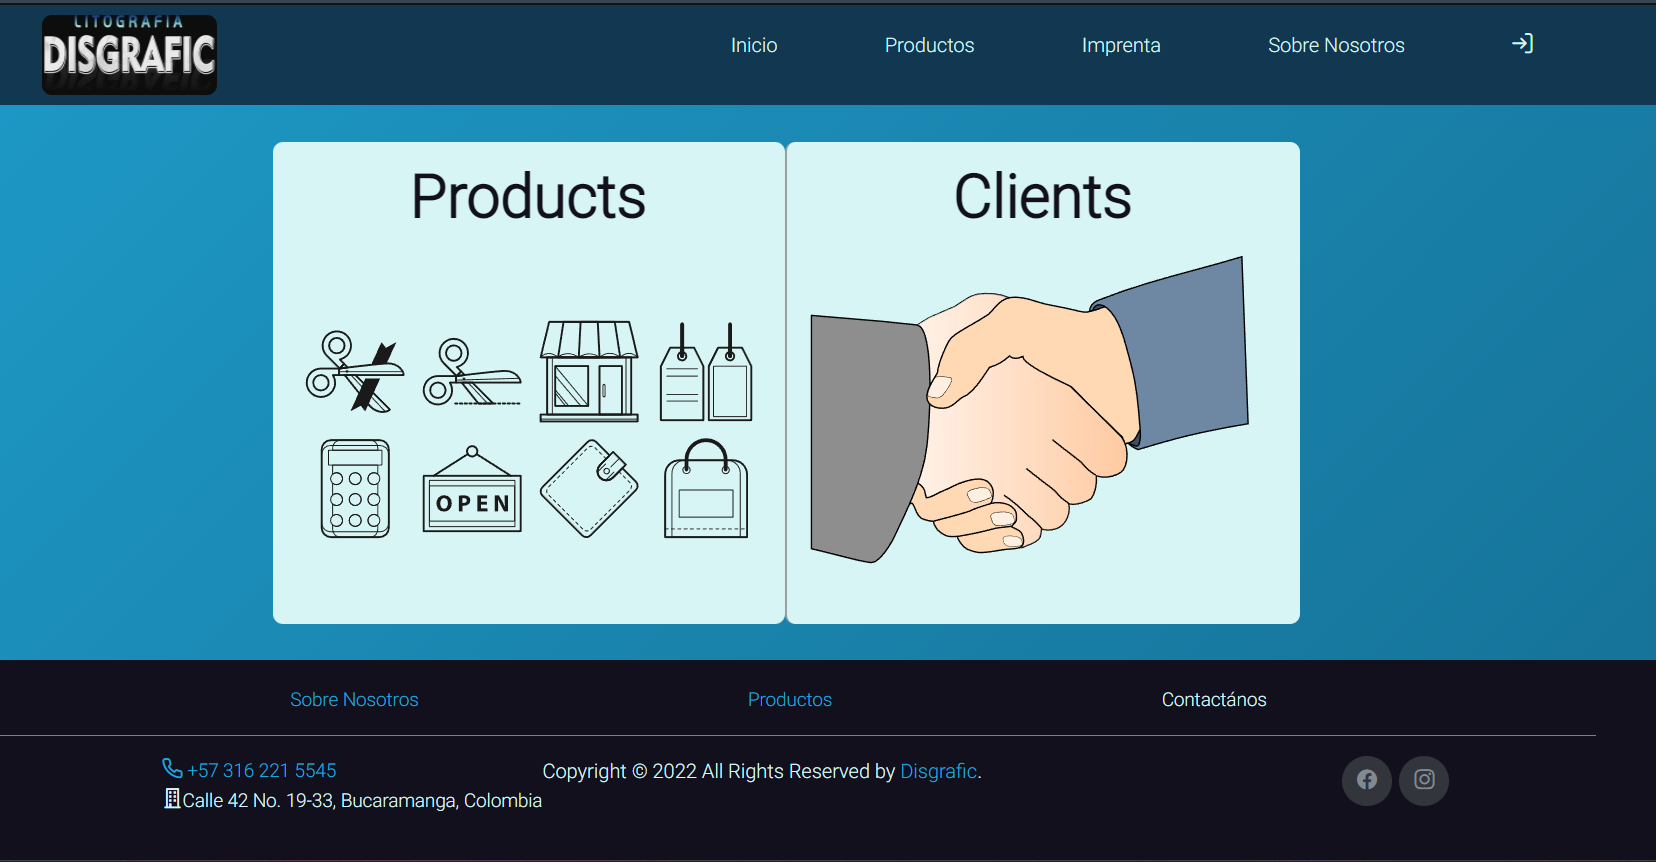 LITOGRAFIA
DISGRAFIC
Inicio
Productos
Imprenta
Sobre Nosotros
Products
Clients
OPEN
Sobre Nosotros
Productos
Contactános
+57 316 221 5545
Calle 42 No. 19-33, Bucaramanga, Colombia
Copyright © 2022 All Rights Reserved by Disgrafic.